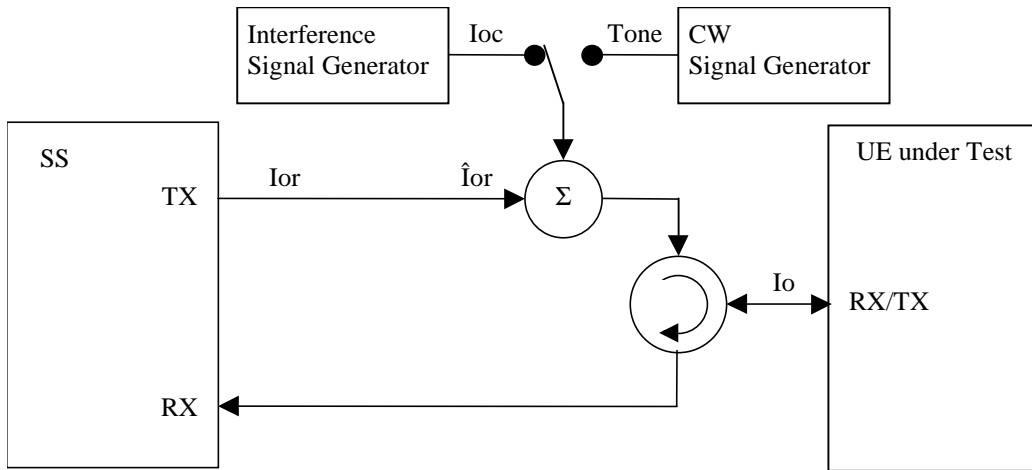 Interference
Signal Generator
Ioc
Tone
CW
Signal Generator
SS
UE under Test
TX
Ior
Îor
Σ
Io
RX/TX
RX